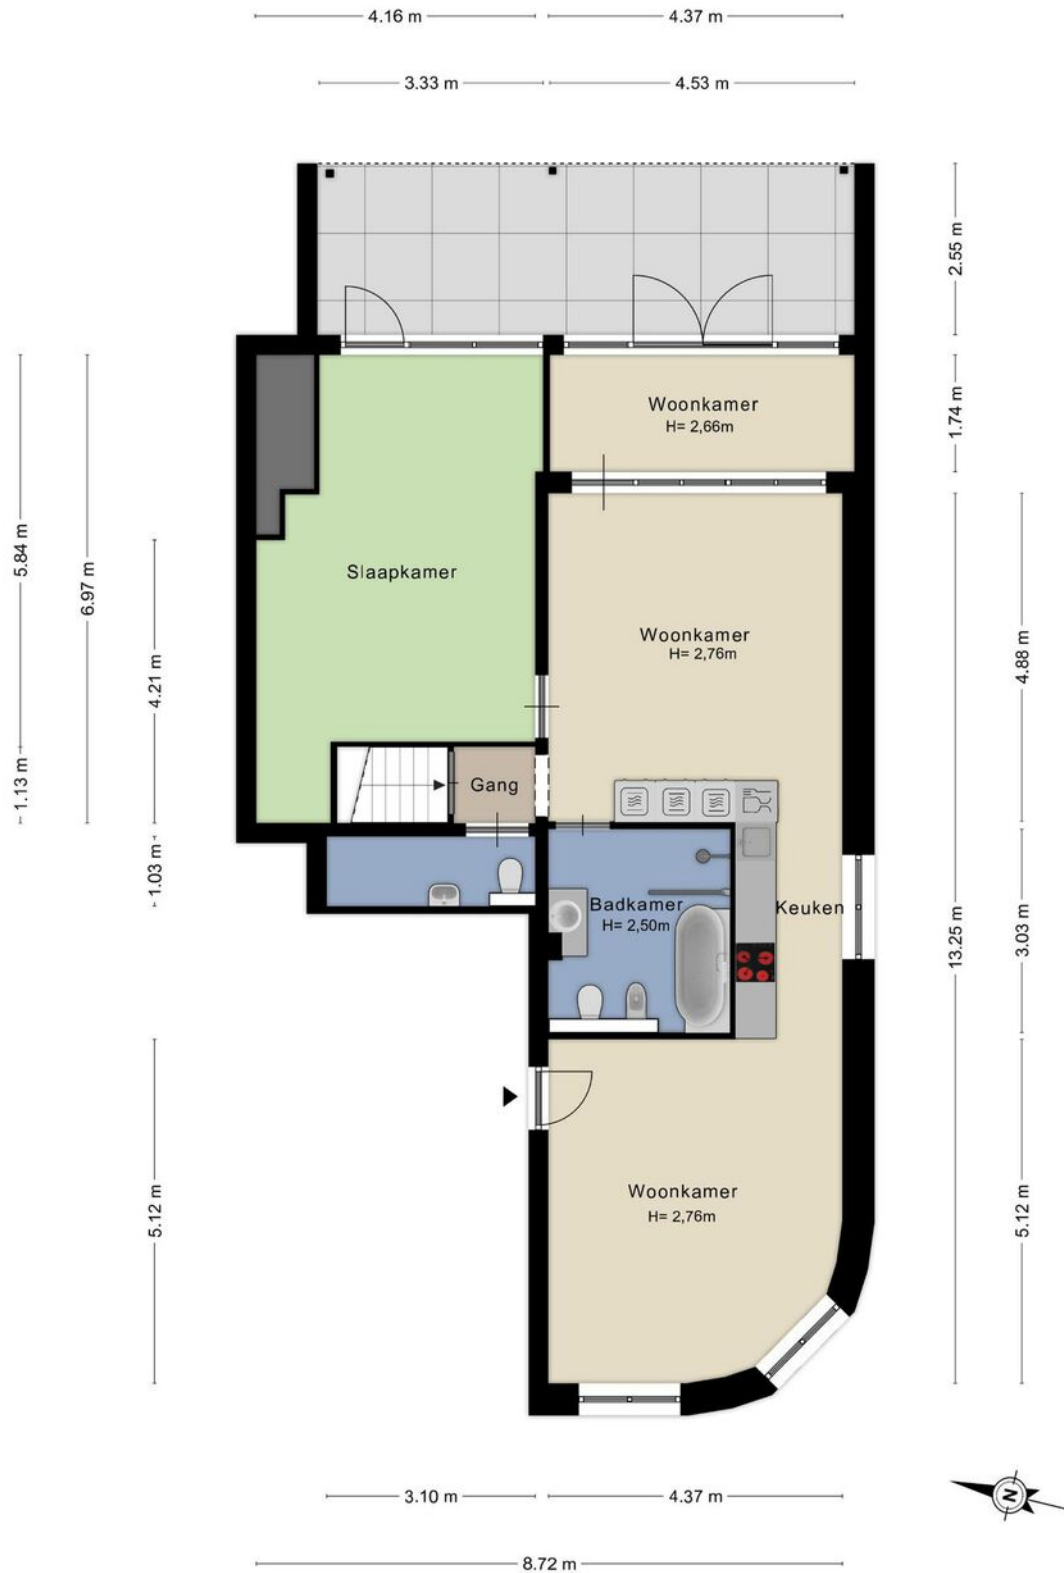 4.16 m
4.37 m
3.33 m
4.53 m
2.55 m
Woonkamer
H= 2,66m
1.74 m
5.84 m
6.97 m
Slaapkamer
4.21 m
Woonkamer
H= 2,76m
4.88 m
1.13 m
Gang
1.03 m
Badkamer
H= 2,50m
Keuken
13.25 m
3.03 m
5.12 m
Woonkamer
H= 2,76m
5.12 m
3.10 m
4.37 m
N
8.72 m